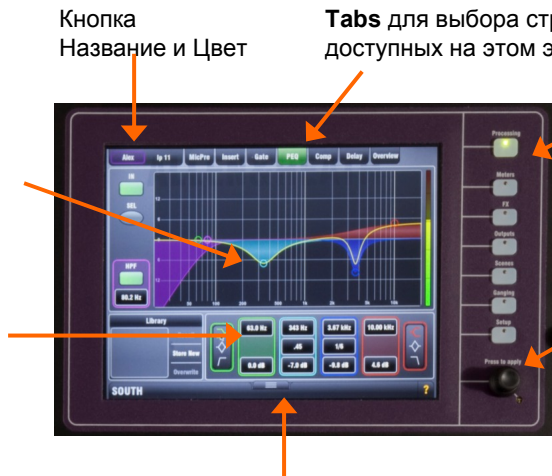 Кнопка
Название и Цвет
Tabs для выбора стр
доступных на этом э
Alex
Ip 11
MicPre
Insert
Gate
PEQ
Comp
Delay
Overview
Processing
IN
SEL
Meters
FX
Outputs
Scenes
Ganging
Setup
HPF
80.2 Hz
Library
Store New
Overwrite
63.0 Hz
343 Hz
3.67 kHz
10.00 kHz
.45
1/6
0.0 dB
-7.0 dB
-9.8 dB
4.6 dB
Press to apply
SOUTH
?